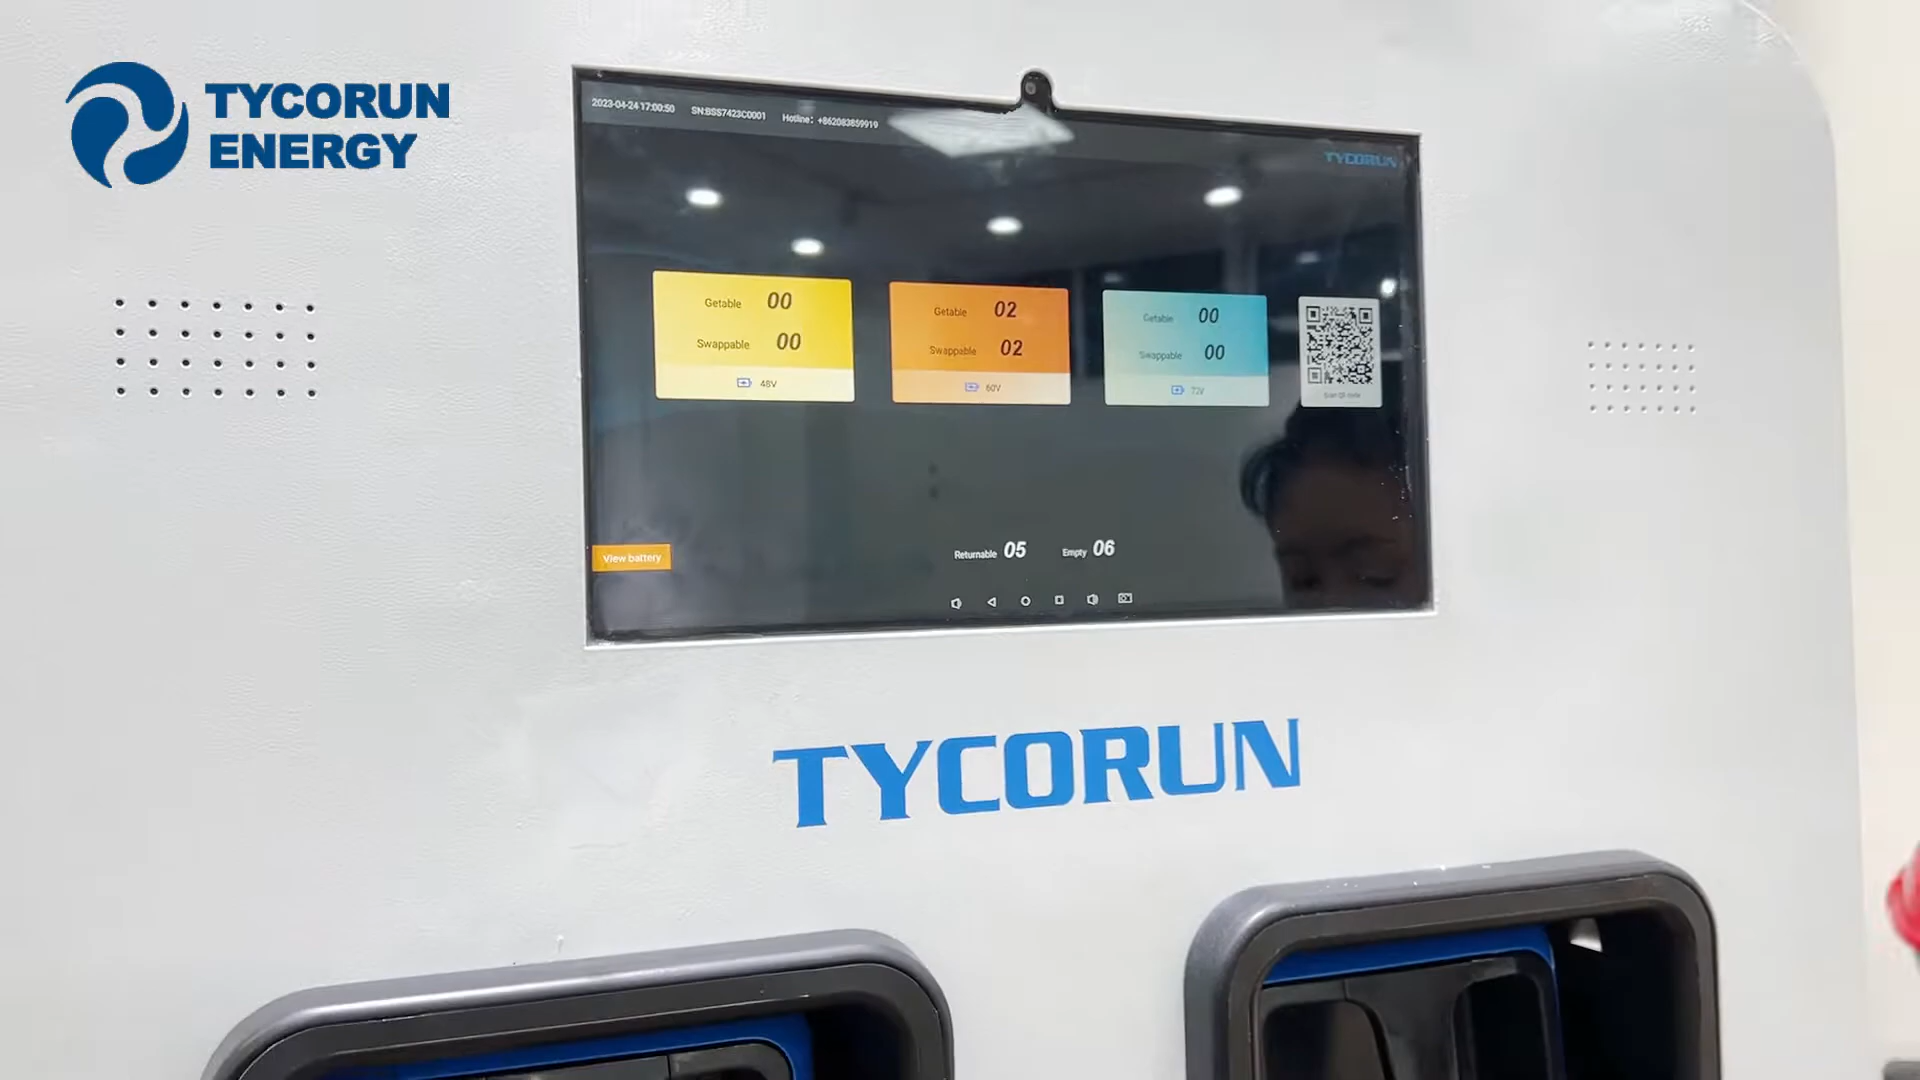 TYCORUN
ENERGY
2023-04-24 17:00:50 SN:BSS7423C0001 Hotline: +862083859919
TYCORUN
Getable 00
Swappable 00
48V
Getable 02
Swappable 02
60V
Getable 00
Swappable 00
72V
Scan QR code
View battery
Returnable 05 Empty 06
TYCORUN